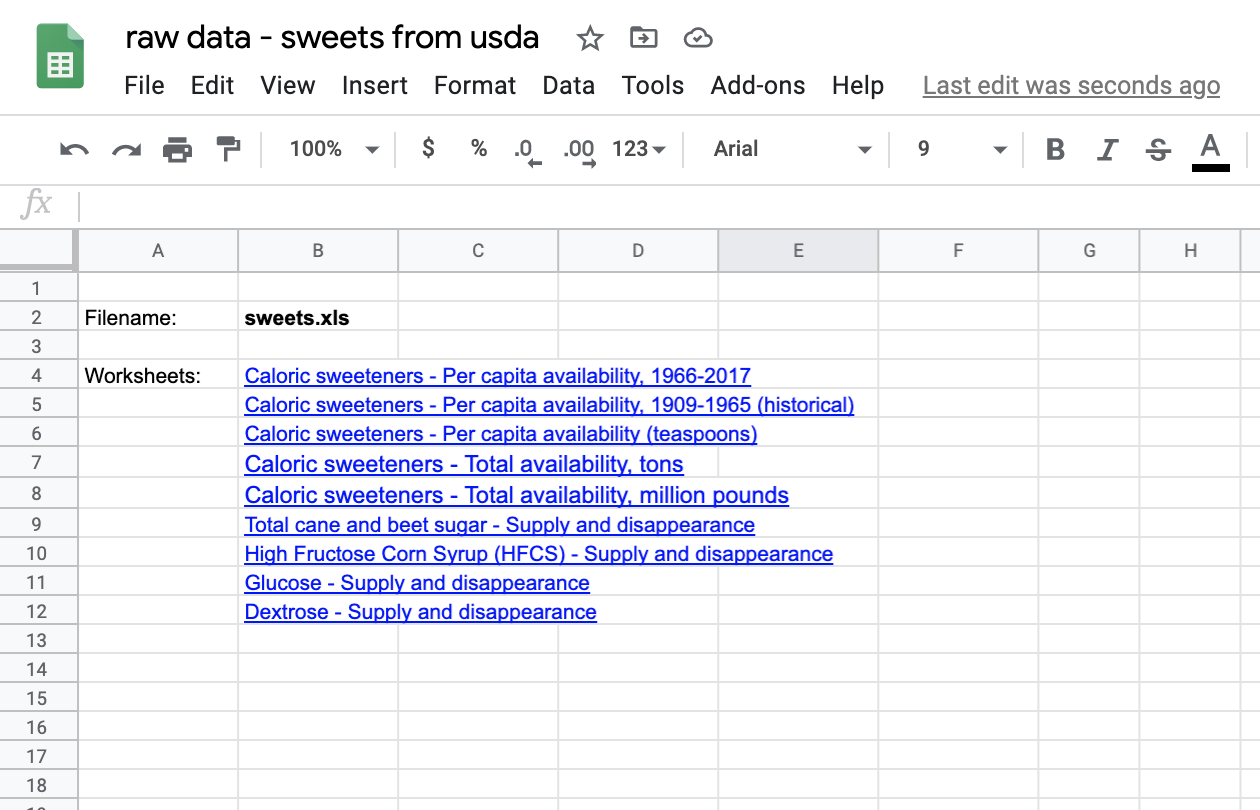 raw data - sweets from usda
File Edit View Insert Format Data Tools Add-ons Help Last edit was seconds ago
100% $ % .0 .00 123 Arial 9 B I S A
fx
A B C D E F G H
1
2 Filename: sweets.xls
3
4 Worksheets: Caloric sweeteners - Per capita availability, 1966-2017
5 Caloric sweeteners - Per capita availability, 1909-1965 (historical)
6 Caloric sweeteners - Per capita availability (teaspoons)
7 Caloric sweeteners - Total availability, tons
8 Caloric sweeteners - Total availability, million pounds
9 Total cane and beet sugar - Supply and disappearance
10 High Fructose Corn Syrup (HFCS) - Supply and disappearance
11 Glucose - Supply and disappearance
12 Dextrose - Supply and disappearance
13
14
15
16
17
18